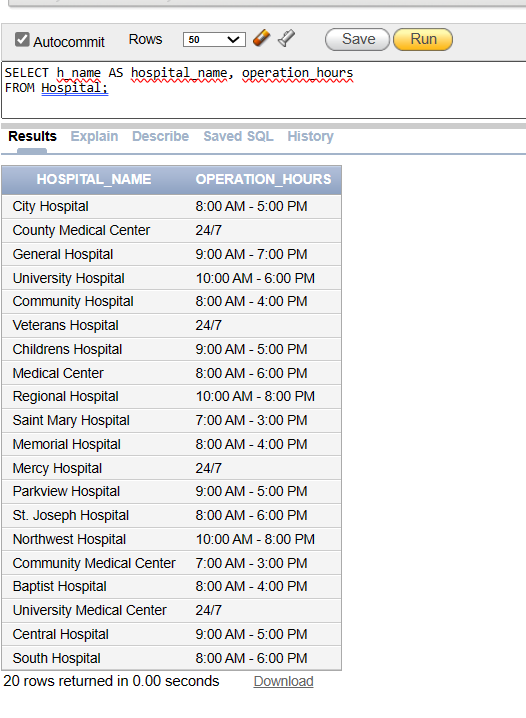 Autocommit Rows 50 Save Run
SELECT h_name AS hospital_name, operation_hours
FROM Hospital;
Results Explain Describe Saved SQL History
HOSPITAL_NAME OPERATION_HOURS
City Hospital 8:00 AM - 5:00 PM
County Medical Center 24/7
General Hospital 9:00 AM - 7:00 PM
University Hospital 10:00 AM - 6:00 PM
Community Hospital 8:00 AM - 4:00 PM
Veterans Hospital 24/7
Childrens Hospital 9:00 AM - 5:00 PM
Medical Center 8:00 AM - 6:00 PM
Regional Hospital 10:00 AM - 8:00 PM
Saint Mary Hospital 7:00 AM - 3:00 PM
Memorial Hospital 8:00 AM - 4:00 PM
Mercy Hospital 24/7
Parkview Hospital 9:00 AM - 5:00 PM
St. Joseph Hospital 8:00 AM - 6:00 PM
Northwest Hospital 10:00 AM - 8:00 PM
Community Medical Center 7:00 AM - 3:00 PM
Baptist Hospital 8:00 AM - 4:00 PM
University Medical Center 24/7
Central Hospital 9:00 AM - 5:00 PM
South Hospital 8:00 AM - 6:00 PM
20 rows returned in 0.00 seconds Download